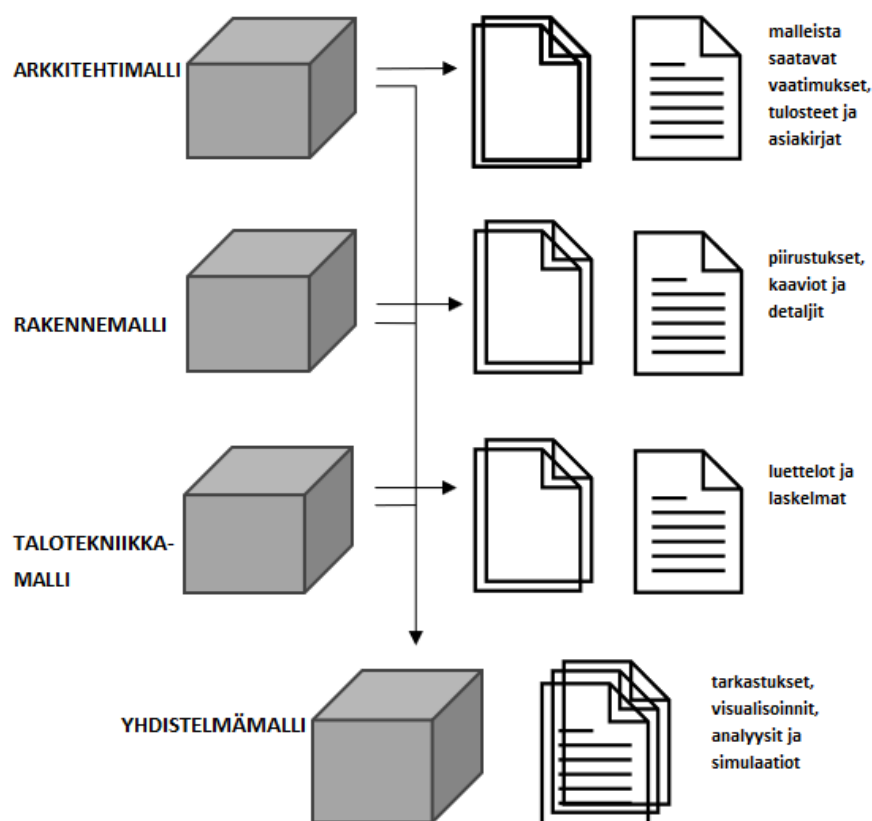 ARKKITEHTIMALLI
malleista
saatavat
vaatimukset,
tulosteet ja
asiakirjat
RAKENNEMALLI
piirustukset,
kaaviot ja
detaljit
TALOTEKNIIKKA-
MALLI
luettelot ja
laskelmat
YHDISTELMÄMALLI
tarkastukset,
visualisoinnit,
analyysit ja
simulaatiot